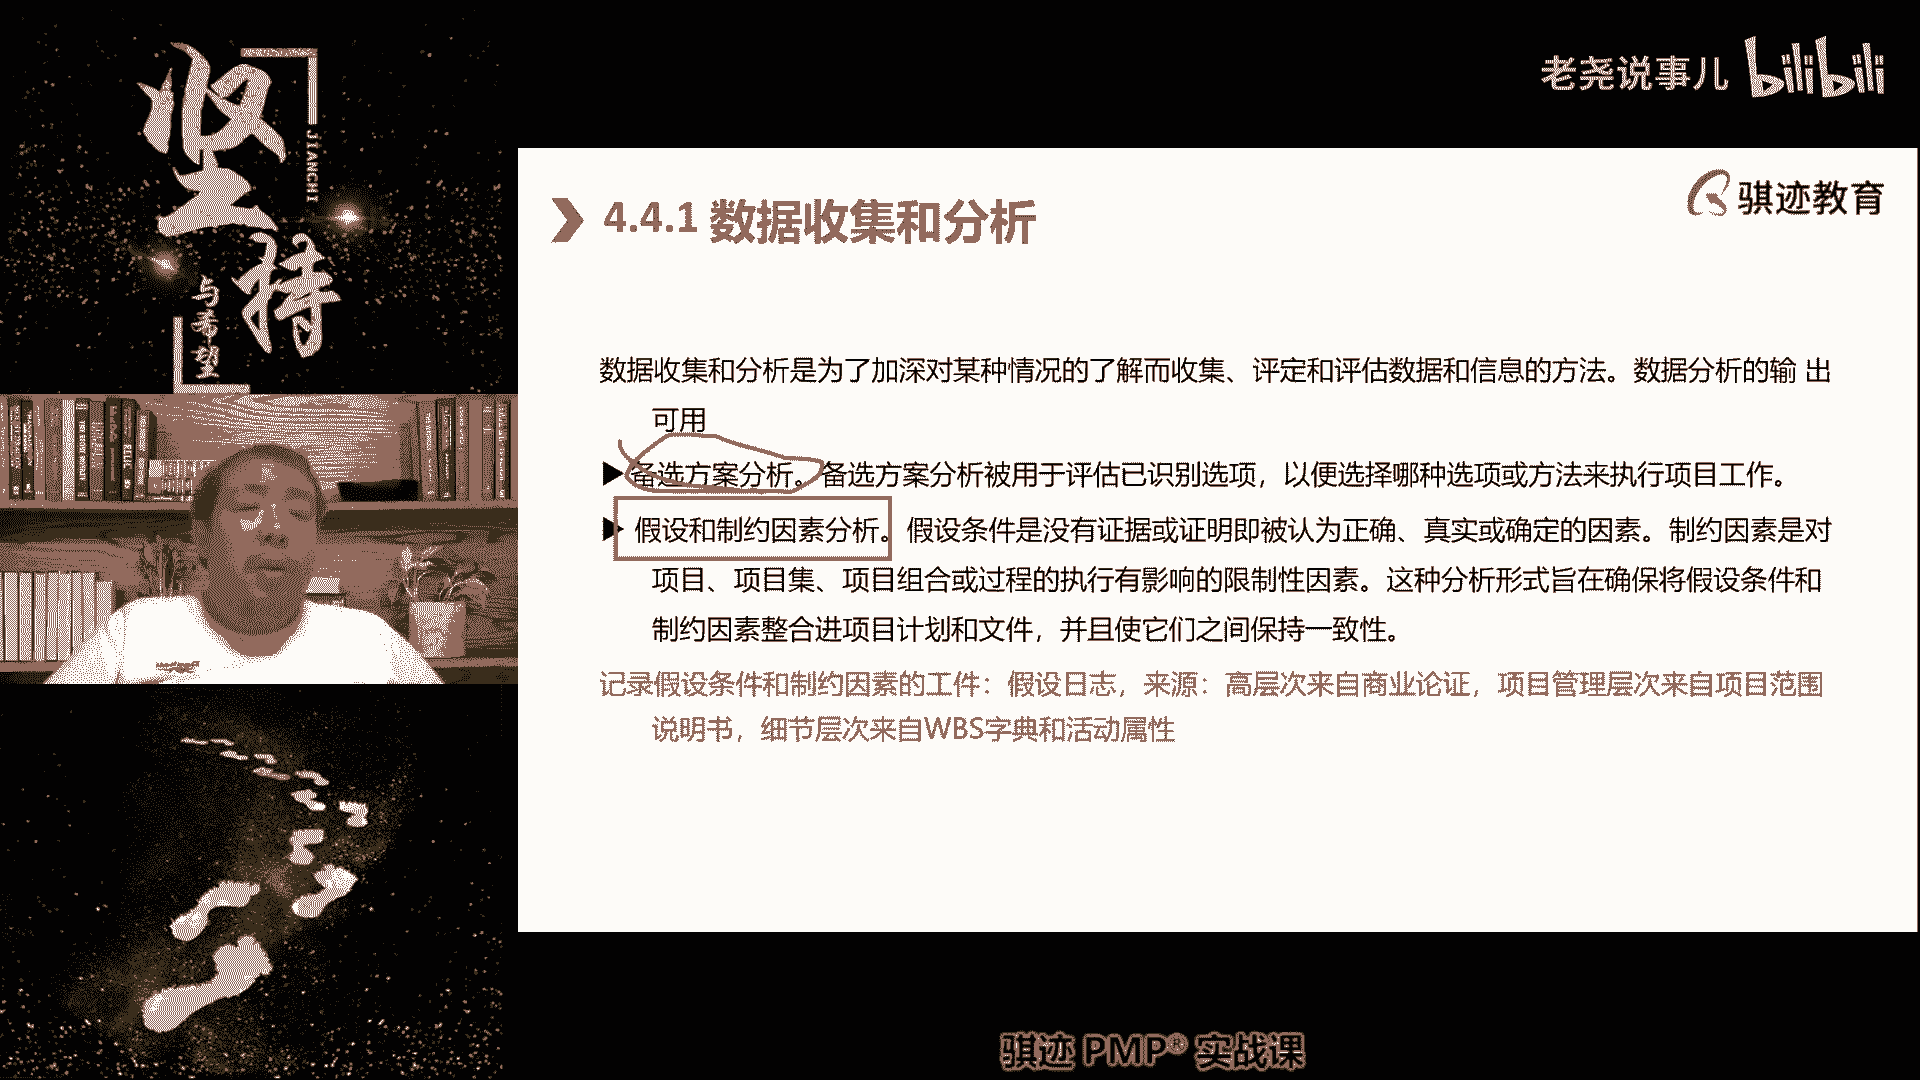 坚持
JIANCHI
与希望
老尧说事儿 bilibili
骐迹教育
4.4.1 数据收集和分析
数据收集和分析是为了加深对某种情况的了解而收集、评定和评估数据和信息的方法。数据分析的输 出
可用
备选方案分析。备选方案分析被用于评估已识别选项，以便选择哪种选项或方法来执行项目工作。
假设和制约因素分析。假设条件是没有证据或证明即被认为正确、真实或确定的因素。制约因素是对
项目、项目集、项目组合或过程的执行有影响的限制性因素。这种分析形式旨在确保将假设条件和
制约因素整合进项目计划和文件，并且使它们之间保持一致性。
记录假设条件和制约因素的工件：假设日志，来源：高层次来自商业论证，项目管理层次来自项目范围
说明书，细节层次来自WBS字典和活动属性
骐迹 PMP® 实战课